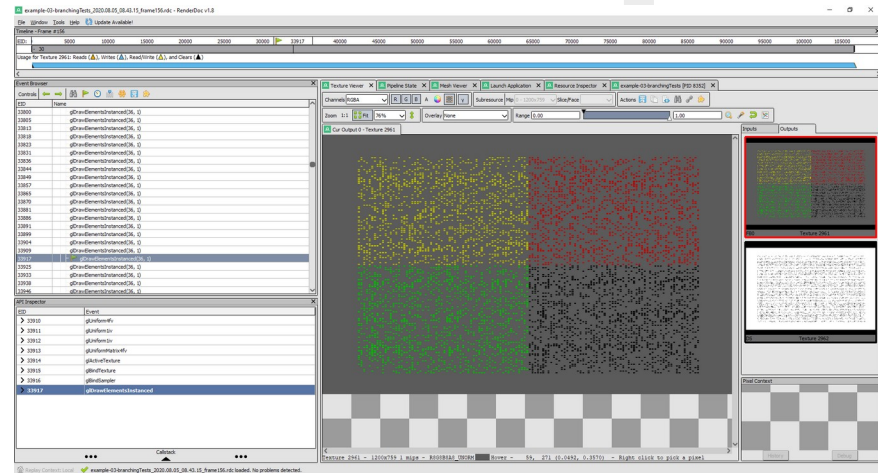 example-03-branchingTests_2020.08.05_08.43.15_frame156.rdc - RenderDoc v1.8
File Window Tools Help Update Available!
Timeline - Frame #156
EID: 5000 10000 15000 20000 25000 30000 33917 40000 45000 50000 55000 60000 65000 70000 75000 80000 85000 90000 95000 100000 105000
Usage for Texture 2961: Reads (▲), Writes (▲), Read/Write (▲), and Clears (▲)
Event Browser
Controls
EID Name
33800 glDrawElementsInstanced(36, 1)
33805 glDrawElementsInstanced(36, 1)
33813 glDrawElementsInstanced(36, 1)
33818 glDrawElementsInstanced(36, 1)
33823 glDrawElementsInstanced(36, 1)
33831 glDrawElementsInstanced(36, 1)
33836 glDrawElementsInstanced(36, 1)
33844 glDrawElementsInstanced(36, 1)
33849 glDrawElementsInstanced(36, 1)
33857 glDrawElementsInstanced(36, 1)
33865 glDrawElementsInstanced(36, 1)
33870 glDrawElementsInstanced(36, 1)
33881 glDrawElementsInstanced(36, 1)
33886 glDrawElementsInstanced(36, 1)
33891 glDrawElementsInstanced(36, 1)
33899 glDrawElementsInstanced(36, 1)
33904 glDrawElementsInstanced(36, 1)
33909 glDrawElementsInstanced(36, 1)
33917 glDrawElementsInstanced(36, 1)
33925 glDrawElementsInstanced(36, 1)
33933 glDrawElementsInstanced(36, 1)
33938 glDrawElementsInstanced(36, 1)
33946 glDrawElementsInstanced(36, 1)
API Inspector
EID Event
33910 glUniform4fv
33911 glUniform1iv
33912 glUniform1iv
33913 glUniformMatrix4fv
33914 glActiveTexture
33915 glBindTexture
33916 glBindSampler
33917 glDrawElementsInstanced
Callstack
Texture Viewer Pipeline State Mesh Viewer Launch Application Resource Inspector example-03-branchingTests [PID 8352]
Channels RGBA R G B A γ Subresource Mip 0 - 1200x759 Slice/Face Actions
Zoom 1:1 Fit 76% Overlay None Range 0.00 1.00
Cur Output 0 - Texture 2961
Inputs Outputs
FB0 Texture 2961
DS Texture 2962
Pixel Context
History Debug
Texture 2961 - 1200x759 1 mips - R8G8B8A8_UNORM Hover - 59, 271 (0.0492, 0.3570) - Right click to pick a pixel
Replay Context: Local example-03-branchingTests_2020.08.05_08.43.15_frame156.rdc loaded. No problems detected.